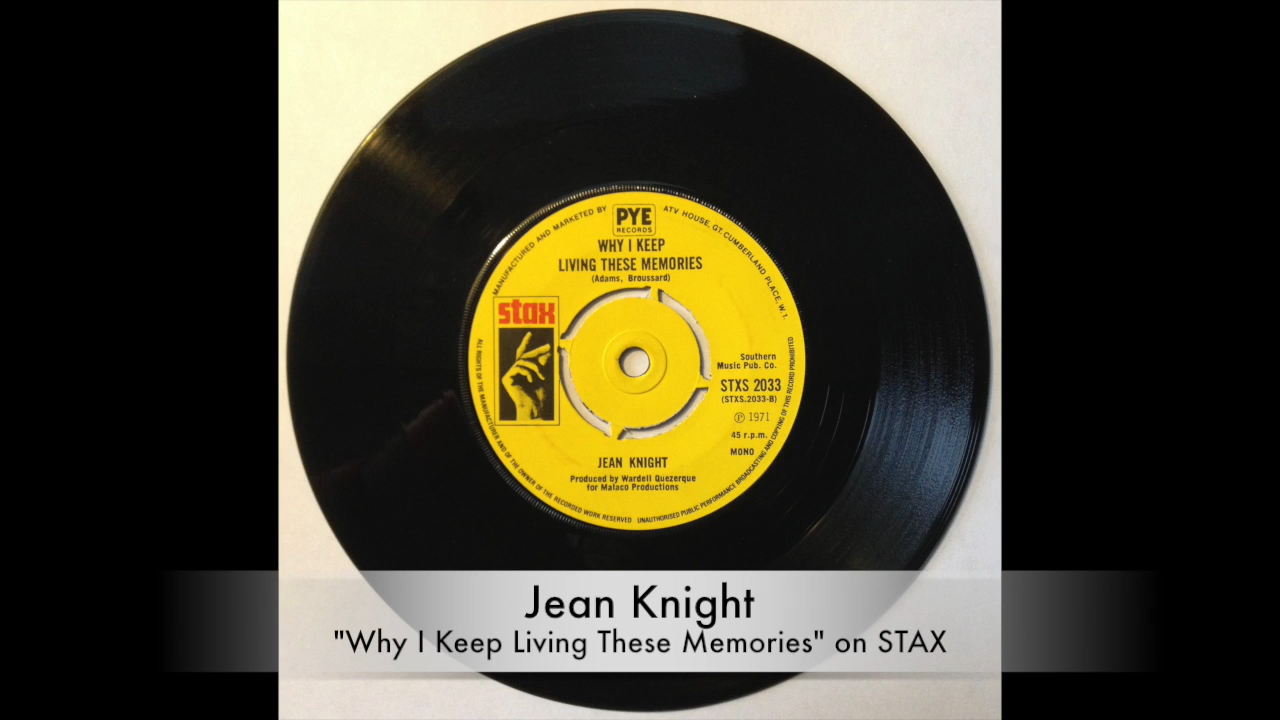 MANUFACTURED AND MARKETED BY
PYE
RECORDS
ATV HOUSE, GT. CUMBERLAND PLACE, W.1.
WHY I KEEP
LIVING THESE MEMORIES
(Adams, Broussard)
stax
Southern
Music Pub. Co.
STXS 2033
(STXS.2033-B)
℗ 1971
45 r.p.m.
MONO
JEAN KNIGHT
Produced by Wardell Quezerque
for Malaco Productions
ALL RIGHTS OF THE MANUFACTURER AND OF THE OWNER OF THE RECORDED WORK RESERVED UNAUTHORISED PUBLIC PERFORMANCE BROADCASTING AND COPYING OF THIS RECORD PROHIBITED
Jean Knight
"Why I Keep Living These Memories" on STAX